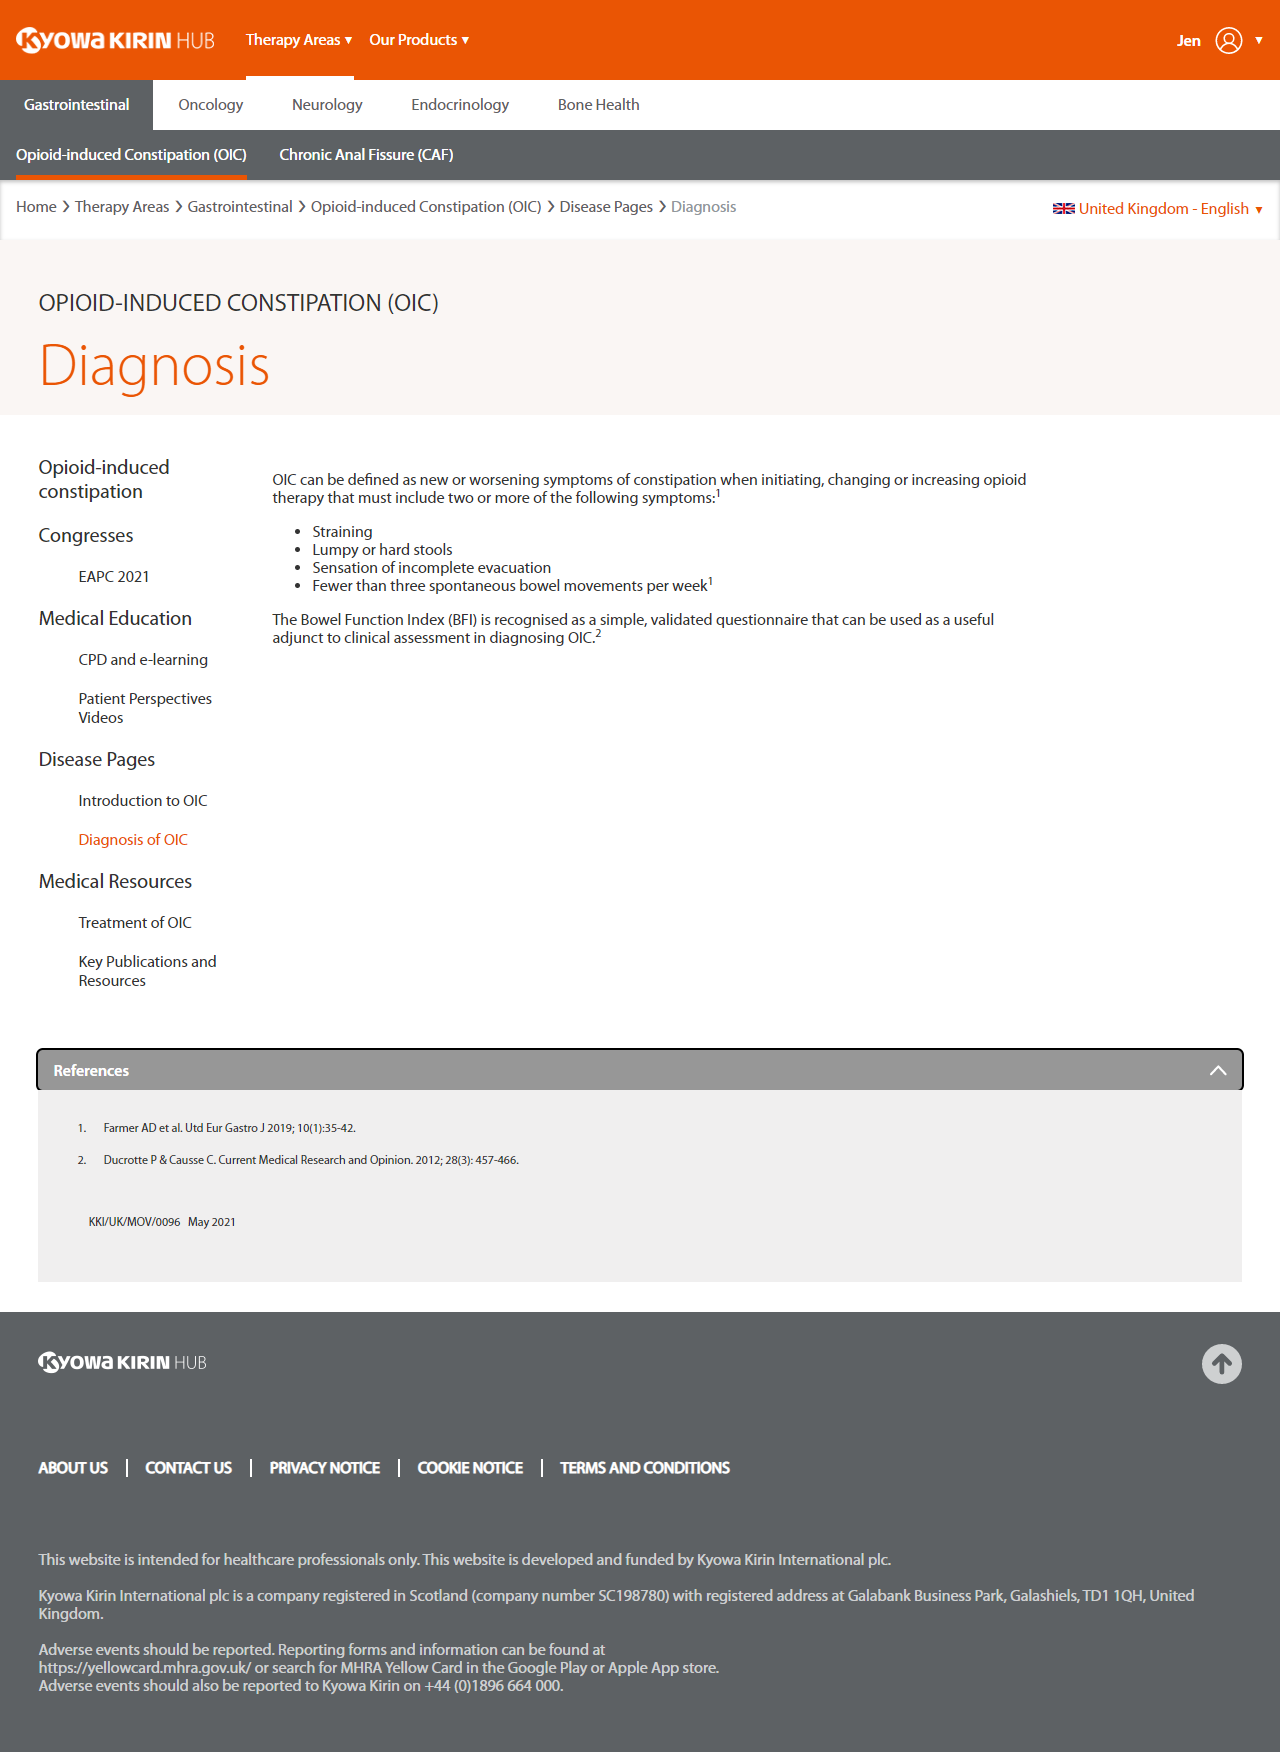 KYOWA KIRIN HUB
Therapy Areas ▼ Our Products ▼
Jen ▼
Gastrointestinal Oncology Neurology Endocrinology Bone Health
Opioid-induced Constipation (OIC) Chronic Anal Fissure (CAF)
Home > Therapy Areas > Gastrointestinal > Opioid-induced Constipation (OIC) > Disease Pages > Diagnosis
United Kingdom - English ▼
OPIOID-INDUCED CONSTIPATION (OIC)
Diagnosis
Opioid-induced
constipation
Congresses
EAPC 2021
Medical Education
CPD and e-learning
Patient Perspectives
Videos
Disease Pages
Introduction to OIC
Diagnosis of OIC
Medical Resources
Treatment of OIC
Key Publications and
Resources
OIC can be defined as new or worsening symptoms of constipation when initiating, changing or increasing opioid
therapy that must include two or more of the following symptoms:1
• Straining
• Lumpy or hard stools
• Sensation of incomplete evacuation
• Fewer than three spontaneous bowel movements per week1
The Bowel Function Index (BFI) is recognised as a simple, validated questionnaire that can be used as a useful
adjunct to clinical assessment in diagnosing OIC.2
References
1. Farmer AD et al. Utd Eur Gastro J 2019; 10(1):35-42.
2. Ducrotte P & Causse C. Current Medical Research and Opinion. 2012; 28(3): 457-466.
KKI/UK/MOV/0096 May 2021
KYOWA KIRIN HUB
ABOUT US | CONTACT US | PRIVACY NOTICE | COOKIE NOTICE | TERMS AND CONDITIONS
This website is intended for healthcare professionals only. This website is developed and funded by Kyowa Kirin International plc.
Kyowa Kirin International plc is a company registered in Scotland (company number SC198780) with registered address at Galabank Business Park, Galashiels, TD1 1QH, United
Kingdom.
Adverse events should be reported. Reporting forms and information can be found at
https://yellowcard.mhra.gov.uk/ or search for MHRA Yellow Card in the Google Play or Apple App store.
Adverse events should also be reported to Kyowa Kirin on +44 (0)1896 664 000.